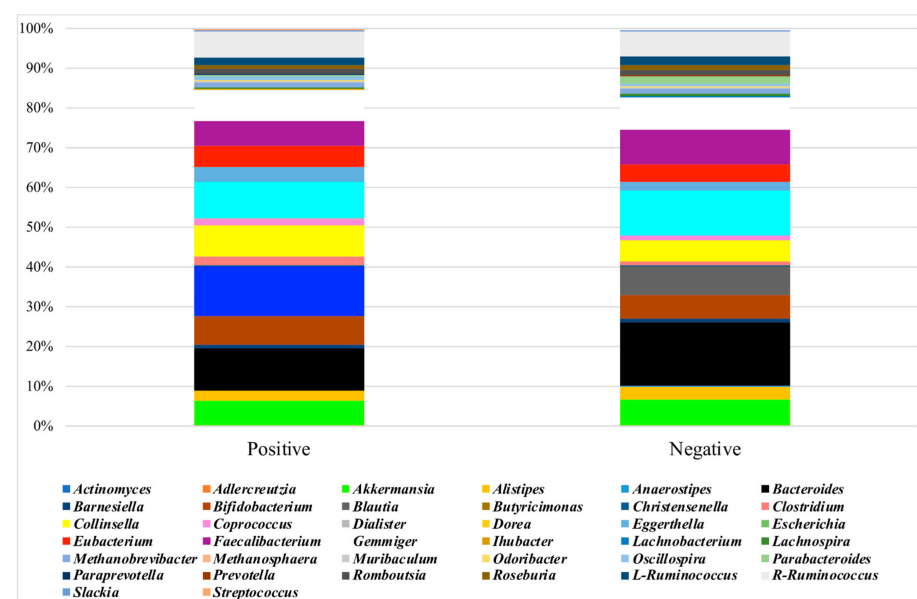 100%
90%
80%
70%
60%
50%
40%
30%
20%
10%
0%
Positive Negative
Actinomyces Adlercreutzia Akkermansia Alistipes Anaerostipes Bacteroides
Barnesiella Bifidobacterium Blautia Butyricimonas Christensenella Clostridium
Collinsella Coprococcus Dialister Dorea Eggerthella Escherichia
Eubacterium Faecalibacterium Gemmiger Ihubacter Lachnobacterium Lachnospira
Methanobrevibacter Methanosphaera Muribaculum Odoribacter Oscillospira Parabacteroides
Paraprevotella Prevotella Romboutsia Roseburia L-Ruminococcus R-Ruminococcus
Slackia Streptococcus